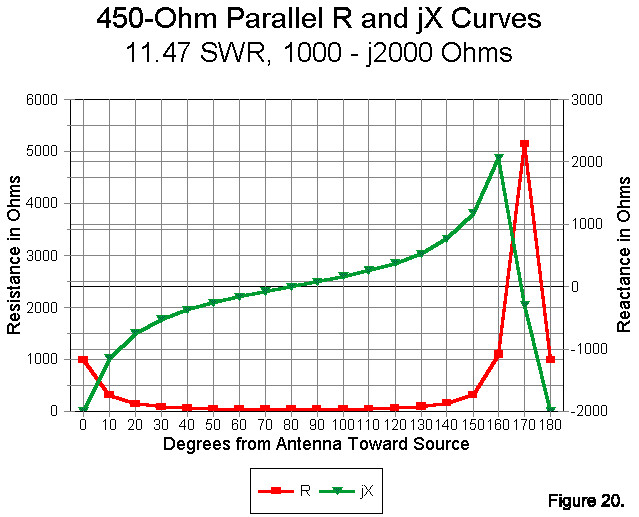 450-Ohm Parallel R and jX Curves
11.47 SWR, 1000 - j2000 Ohms
6000
5000
4000
3000
2000
1000
0
Resistance in Ohms
3000
2000
1000
0
-1000
-2000
Reactance in Ohms
0 10 20 30 40 50 60 70 80 90 100 110 120 130 140 150 160 170 180
Degrees from Antenna Toward Source
R jX
Figure 20.